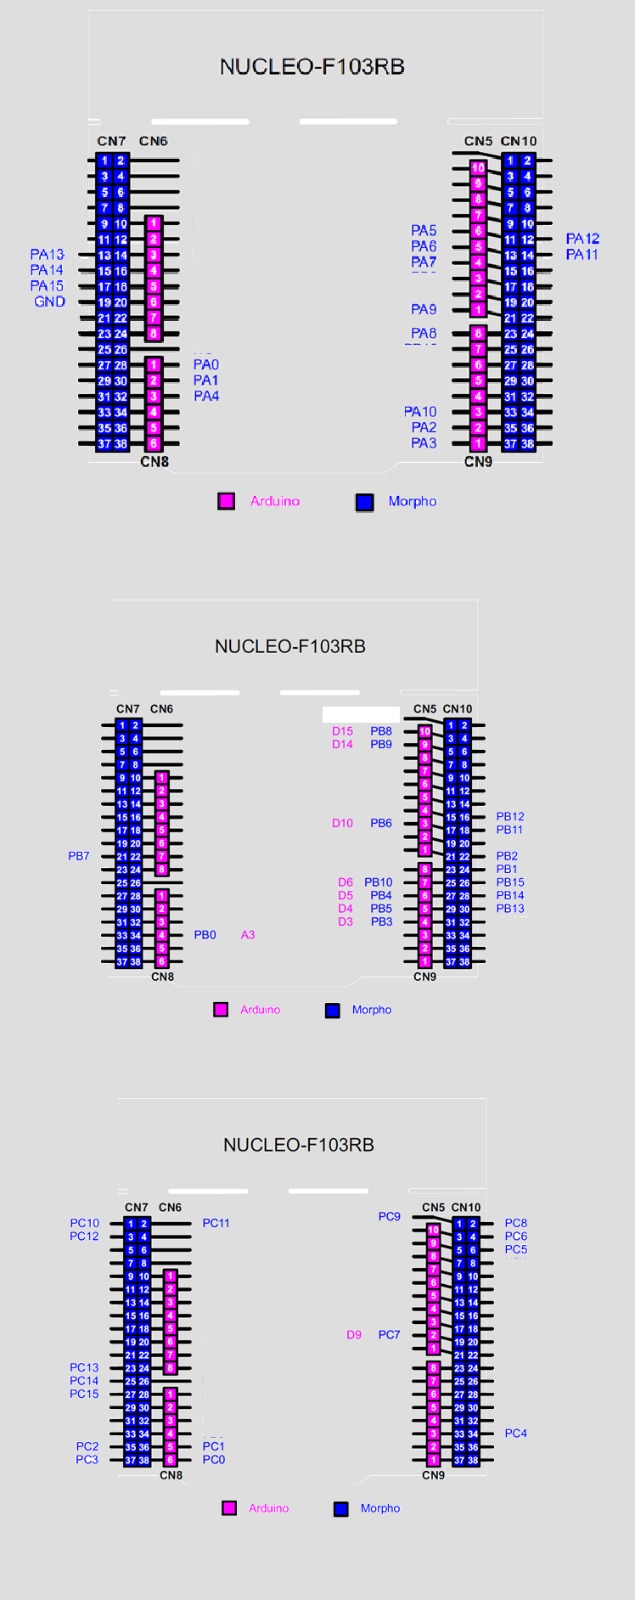 NUCLEO-F103RB
CN7 CN6 CN5 CN10
1 2 1 2
3 4 10 3 4
5 6 9 5 6
7 8 8 7 8
9 10 1 7 9 10
PA5 6
11 12 2 11 12 PA12
PA6 5
PA13 13 14 3 13 14 PA11
PA7 4
PA14 15 16 4 15 16
3
PA15 17 18 5 17 18
2
GND 19 20 6 19 20
PA9 1
21 22 7 21 22
23 24 8 PA8 8 23 24
25 26 7 25 26
27 28 1 PA0 6 27 28
29 30 2 PA1 5 29 30
31 32 3 PA4 4 31 32
33 34 4 PA10 3 33 34
35 36 5 PA2 2 35 36
37 38 6 PA3 1 37 38
CN8 CN9
Arduino Morpho
NUCLEO-F103RB
CN7 CN6 CN5 CN10
1 2 1 2
D15 PB8 10
3 4 3 4
D14 PB9 9
5 6 5 6
8
7 8 7 8
7
9 10 1 9 10
6
11 12 2 11 12
5
13 14 3 13 14
4
15 16 4 15 16 PB12
D10 PB6 3
17 18 5 17 18 PB11
2
19 20 6 19 20
1
PB7 21 22 7 21 22 PB2
23 24 8 8 23 24 PB1
25 26 D6 PB10 7 25 26 PB15
27 28 1 D5 PB4 6 27 28 PB14
29 30 2 D4 PB5 5 29 30 PB13
31 32 3 D3 PB3 4 31 32
33 34 4 PB0 A3 3 33 34
35 36 5 2 35 36
37 38 6 1 37 38
CN8 CN9
Arduino Morpho
NUCLEO-F103RB
CN7 CN6 CN5 CN10
PC9
PC10 1 2 PC11 1 2 PC8
10
PC12 3 4 3 4 PC6
9
5 6 5 6 PC5
8
7 8 7 8
7
9 10 1 9 10
6
11 12 2 11 12
5
13 14 3 13 14
4
15 16 4 15 16
3
17 18 5 17 18
D9 PC7 2
19 20 6 19 20
1
21 22 7 21 22
PC13 23 24 8 8 23 24
PC14 25 26 7 25 26
PC15 27 28 1 6 27 28
29 30 2 5 29 30
31 32 3 4 31 32
33 34 4 3 33 34 PC4
PC2 35 36 5 PC1 2 35 36
PC3 37 38 6 PC0 1 37 38
CN8 CN9
Arduino Morpho